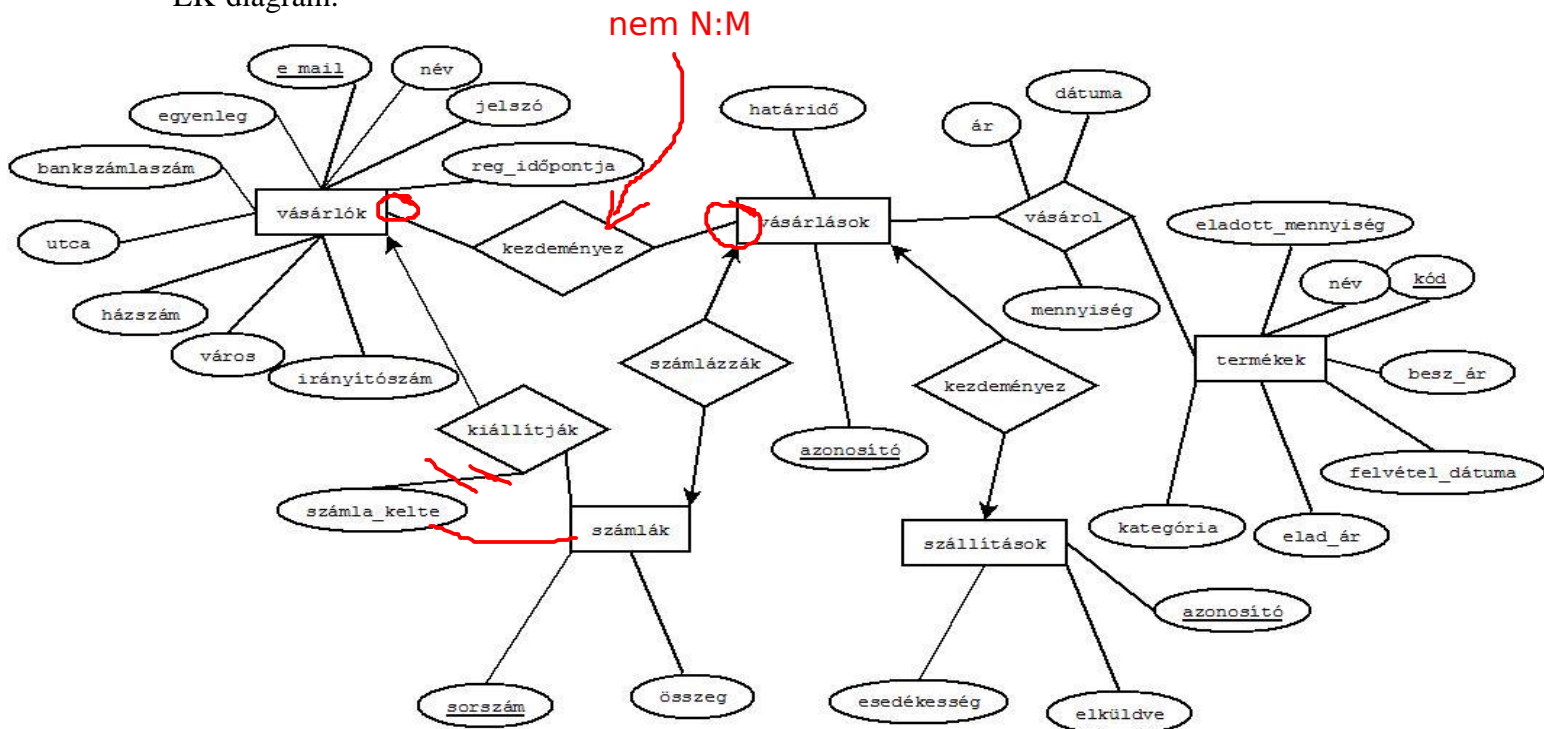 EK diagram:
nem N:M
e_mail
név
egyenleg
jelszó
határidő
dátuma
ár
bankszámlaszám
reg_időpontja
vásárlók
vásárlások
vásárol
utca
kezdeményez
eladott_mennyiség
név
kód
házszám
mennyiség
város
irányítószám
számlázzák
kezdeményez
termékek
besz_ár
kiállítják
azonosító
felvétel_dátuma
számla_kelte
számlák
szállítások
kategória
elad_ár
azonosító
sorszám
összeg
esedékesség
elküldve